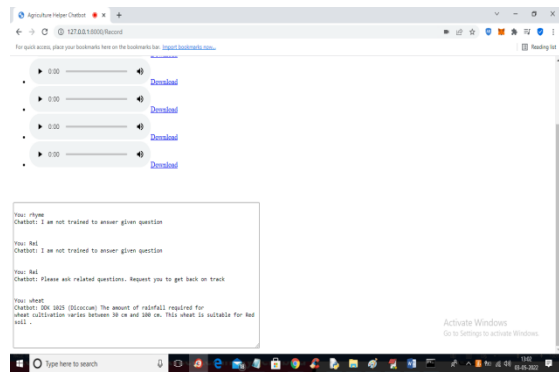 Agriculture Helper Chatbot
127.0.0.1:8000/Record
For quick access, place your bookmarks here on the bookmarks bar. Import bookmarks now...
Reading list
0:00
Download
0:00
Download
0:00
Download
0:00
Download
You: rhyme
Chatbot: I am not trained to answer given question
You: Rai
Chatbot: I am not trained to answer given question
You: Rai
Chatbot: Please ask related questions. Request you to get back on track
You: wheat
Chatbot: DDK 1025 (Dicoccum) The amount of rainfall required for
wheat cultivation varies between 30 cm and 100 cm. This wheat is suitable for Red
soil .
Activate Windows
Go to Settings to activate Windows.
Type here to search